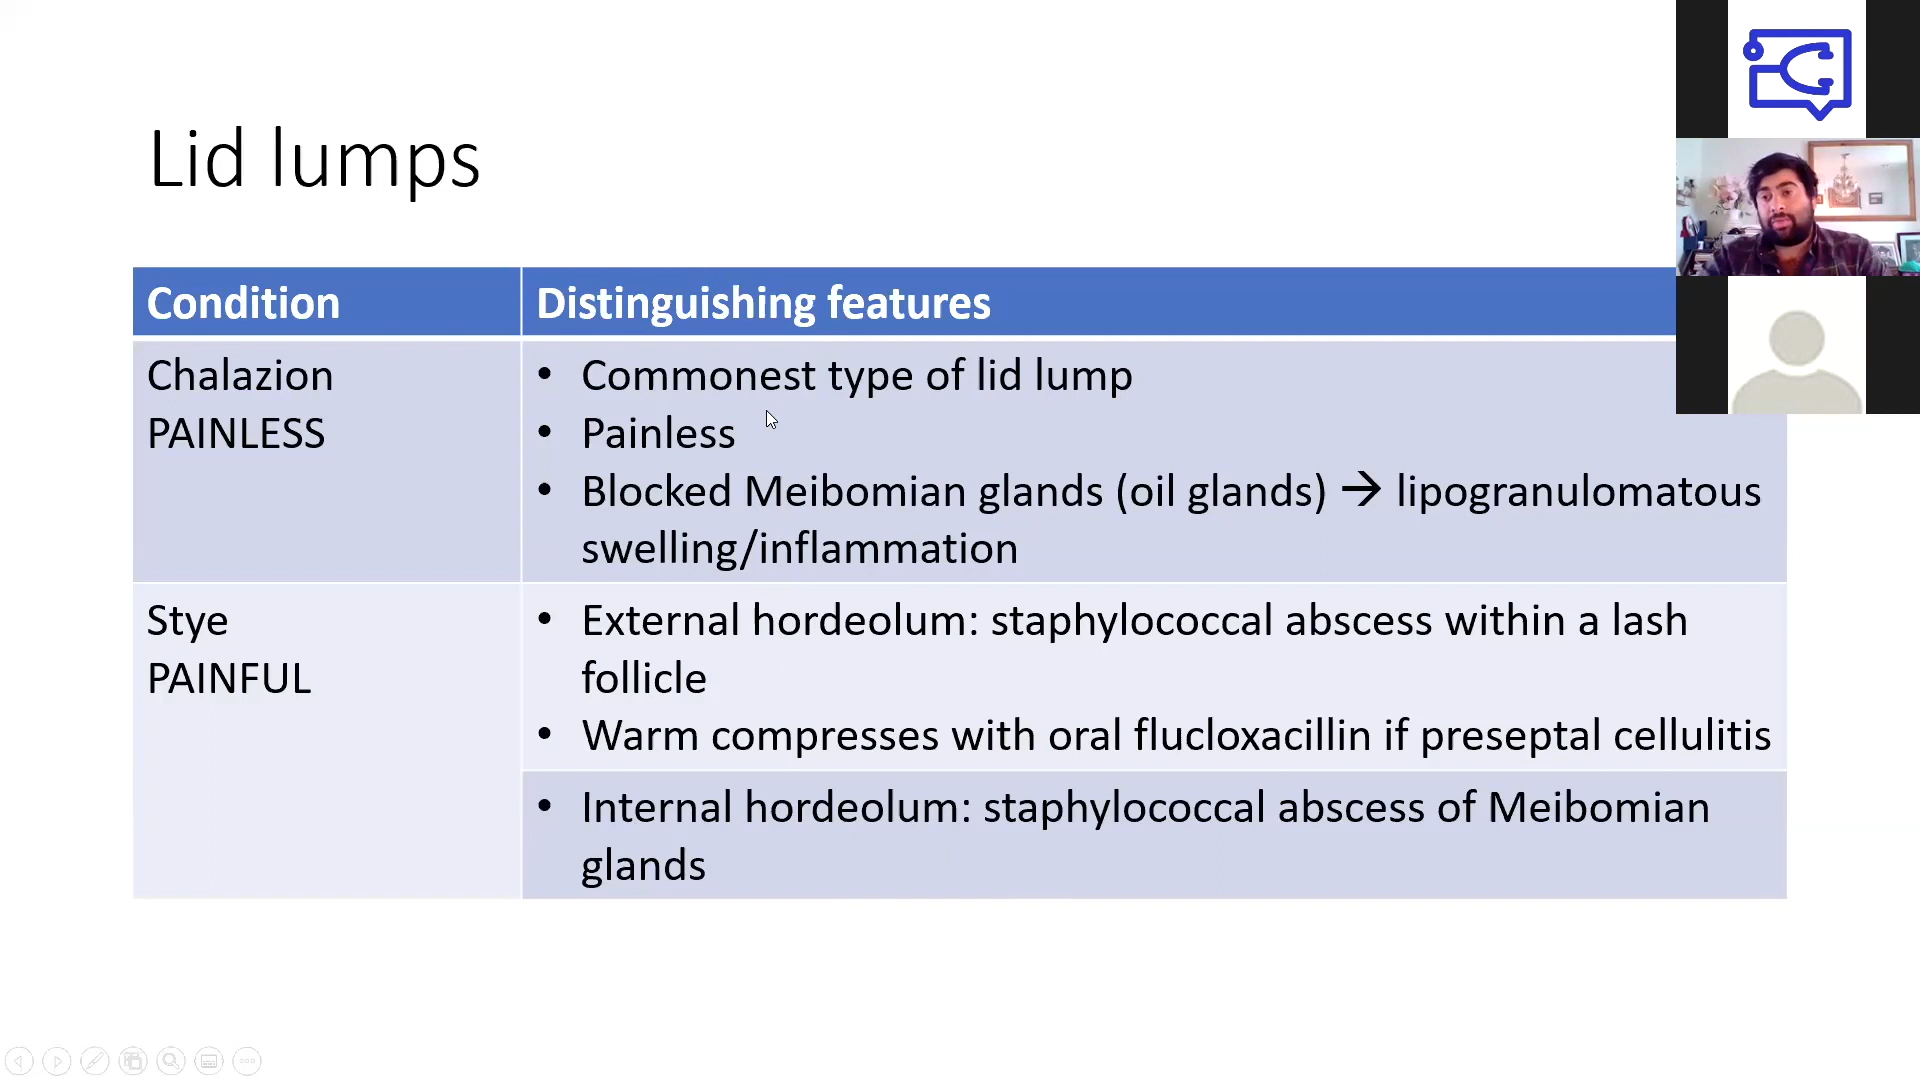 Lid lumps
Condition
Distinguishing features
Chalazion
PAINLESS
• Commonest type of lid lump
• Painless
• Blocked Meibomian glands (oil glands) → lipogranulomatous
swelling/inflammation
Stye
PAINFUL
• External hordeolum: staphylococcal abscess within a lash
follicle
• Warm compresses with oral flucloxacillin if preseptal cellulitis
• Internal hordeolum: staphylococcal abscess of Meibomian
glands